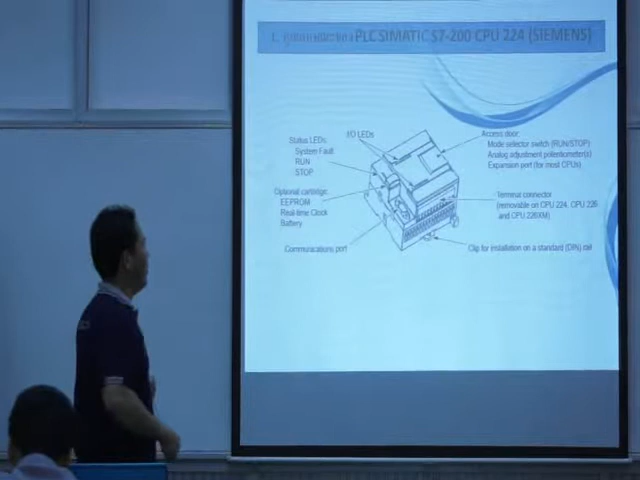 PLC SIMATIC S7-200 CPU 224 (SIEMENS)
Status LEDs
System Fault
RUN
STOP
I/O LEDs
Access door:
Mode selector switch (RUN/STOP)
Analog adjustment potentiometer(s)
Expansion port (for most CPUs)
Optional cartridge:
EEPROM
Real-time Clock
Battery
Terminal connector
(removable on CPU 224, CPU 226
and CPU 226XM)
Communications port
Clip for installation on a standard (DIN) rail